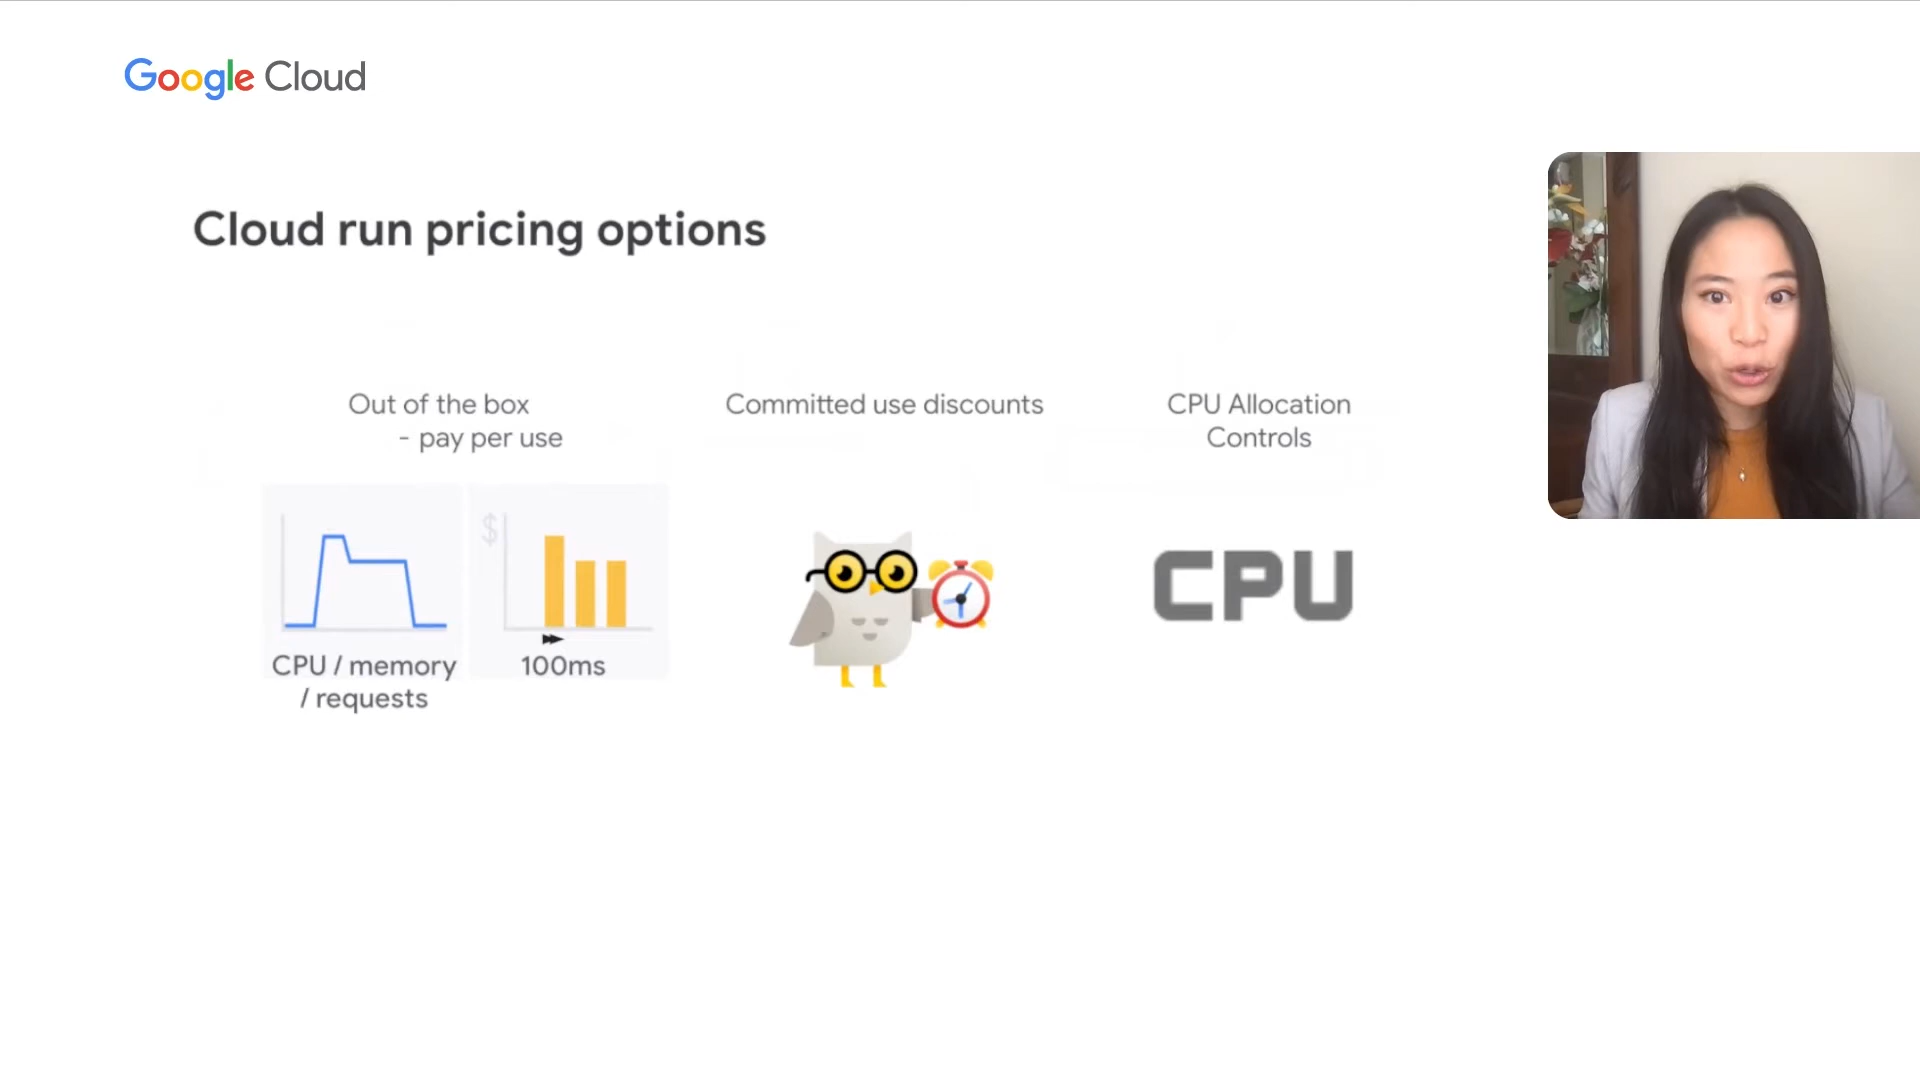 Google Cloud
Cloud run pricing options
Out of the box
- pay per use
Committed use discounts
CPU Allocation
Controls
$
CPU
CPU / memory
/ requests
100ms